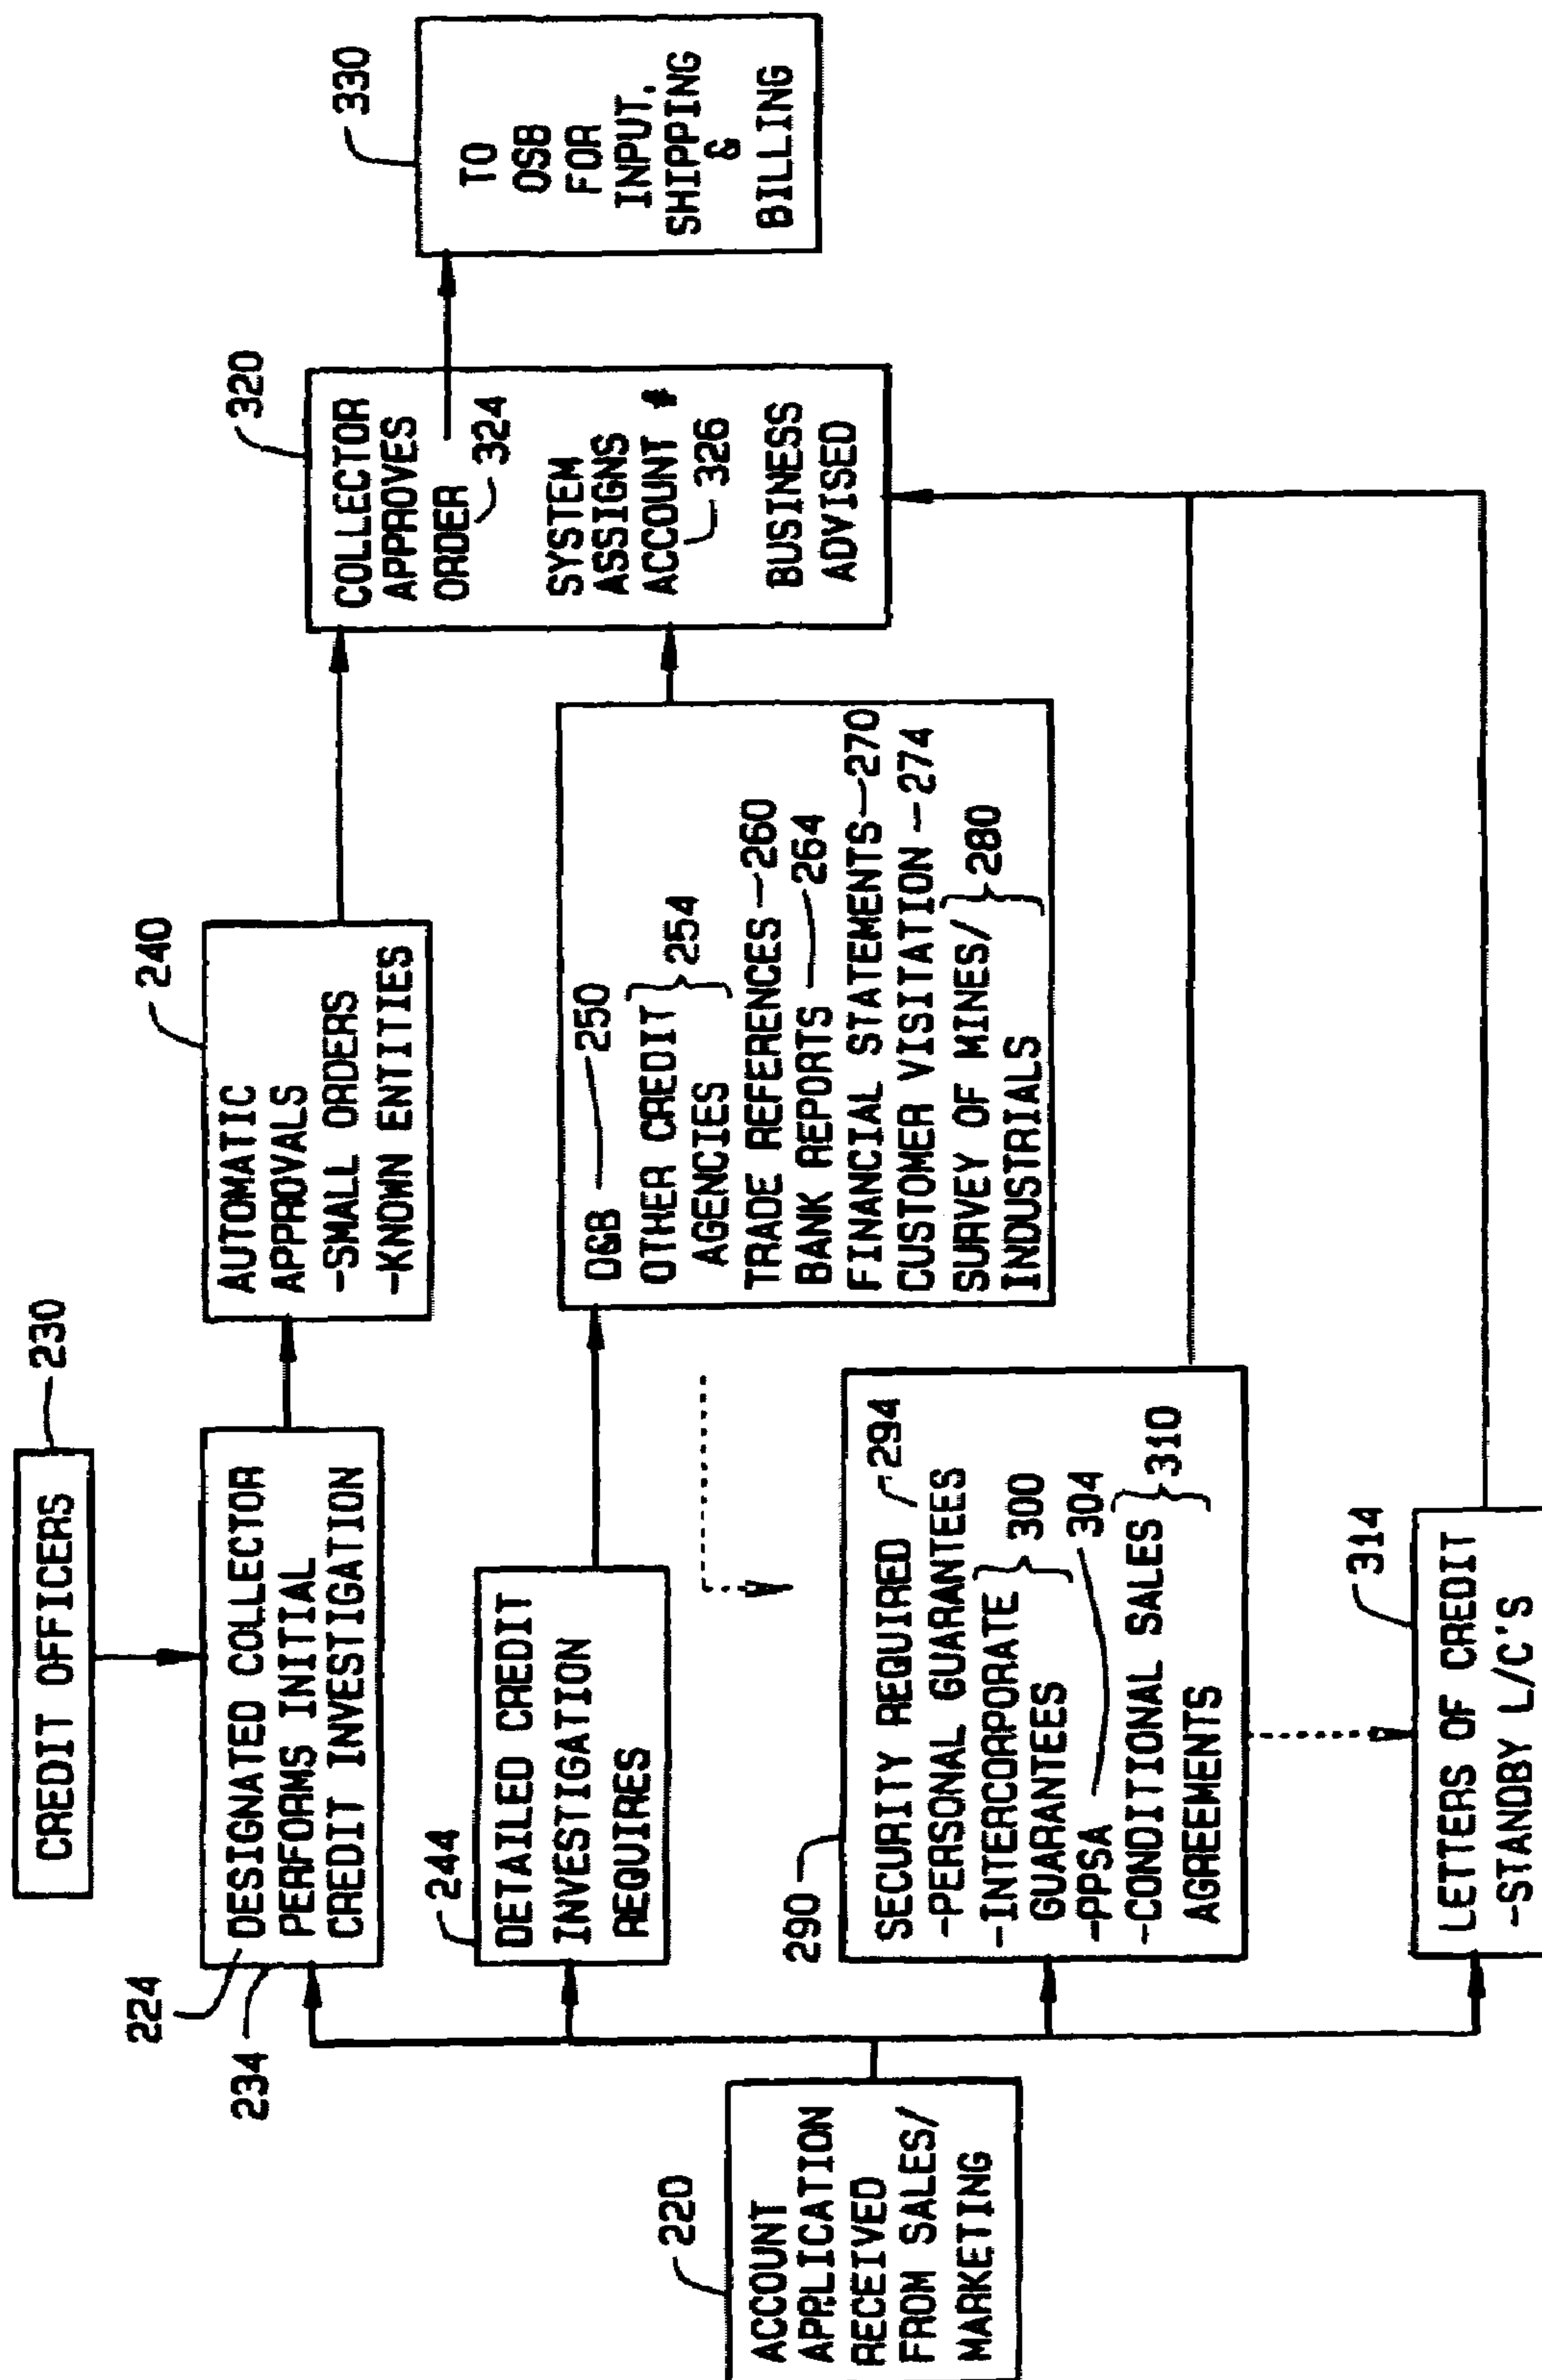 220
ACCOUNT
APPLICATION
RECEIVED
FROM SALES/
MARKETING
CREDIT OFFICERS
230
224
234
DESIGNATED COLLECTOR
PERFORMS INITIAL
CREDIT INVESTIGATION
240
AUTOMATIC
APPROVALS
-SMALL ORDERS
-KNOWN ENTITIES
244
DETAILED CREDIT
INVESTIGATION
REQUIRES
D&B 250
OTHER CREDIT
AGENCIES
254
TRADE REFERENCES-260
BANK REPORTS 264
FINANCIAL STATEMENTS-270
CUSTOMER VISITATION-274
SURVEY OF MINES/
INDUSTRIALS
280
290
SECURITY REQUIRED
-PERSONAL GUARANTEES
294
-INTERCORPORATE
GUARANTEES
300
-PPSA
304
-CONDITIONAL SALES
AGREEMENTS
310
314
LETTERS OF CREDIT
-STANDBY L/C'S
320
COLLECTOR
APPROVES
ORDER
324
SYSTEM
ASSIGNS
ACCOUNT #
326
BUSINESS
ADVISED
330
TO
OSB
FOR
INPUT.
SHIPPING
&
BILLING